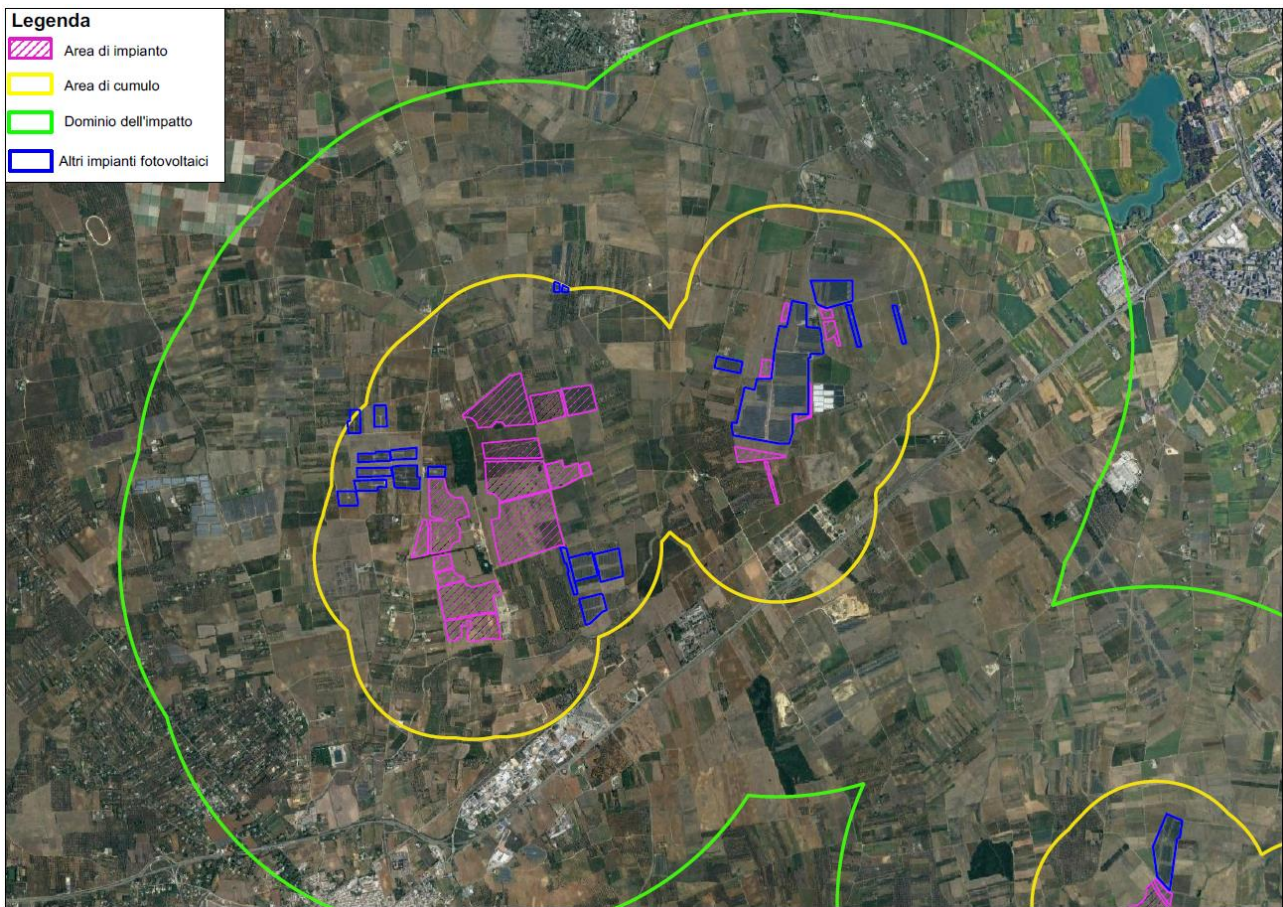 Legenda
Area di impianto
Area di cumulo
Dominio dell'impatto
Altri impianti fotovoltaici